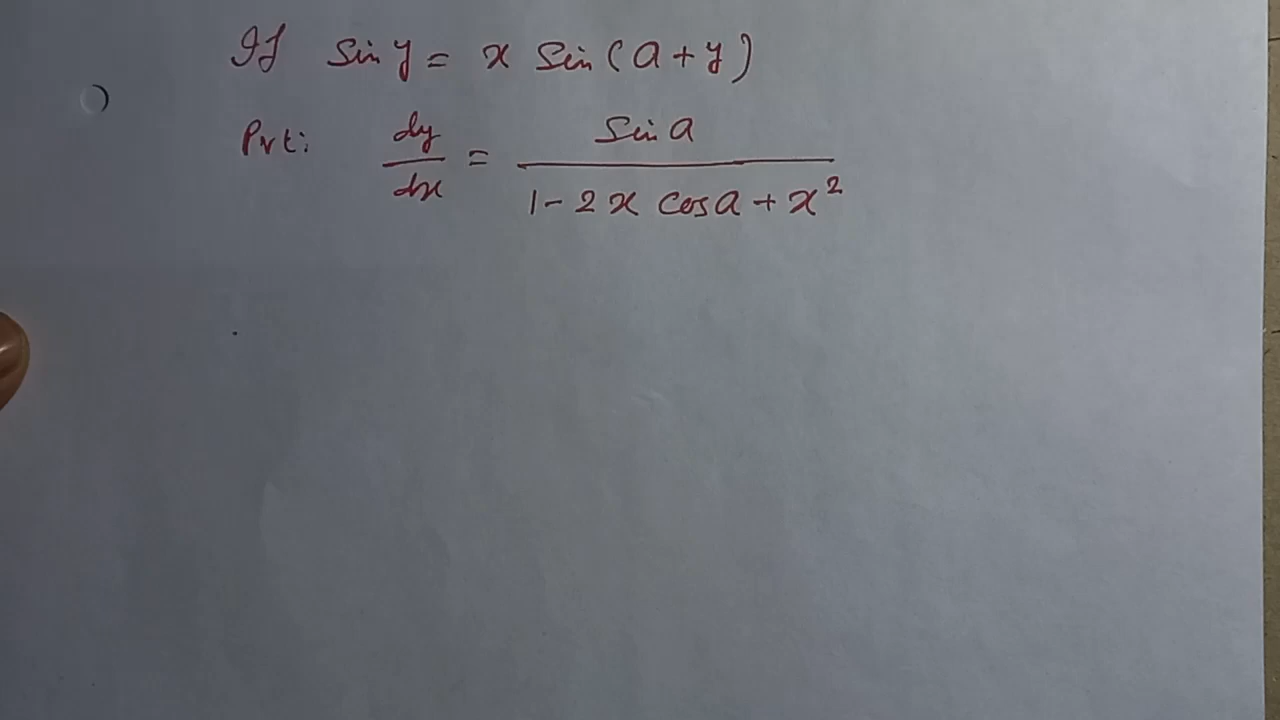 If Sin y = x Sin(a+y)
)
Prt: dy/dx = Sin a / 1-2x cos a + x²